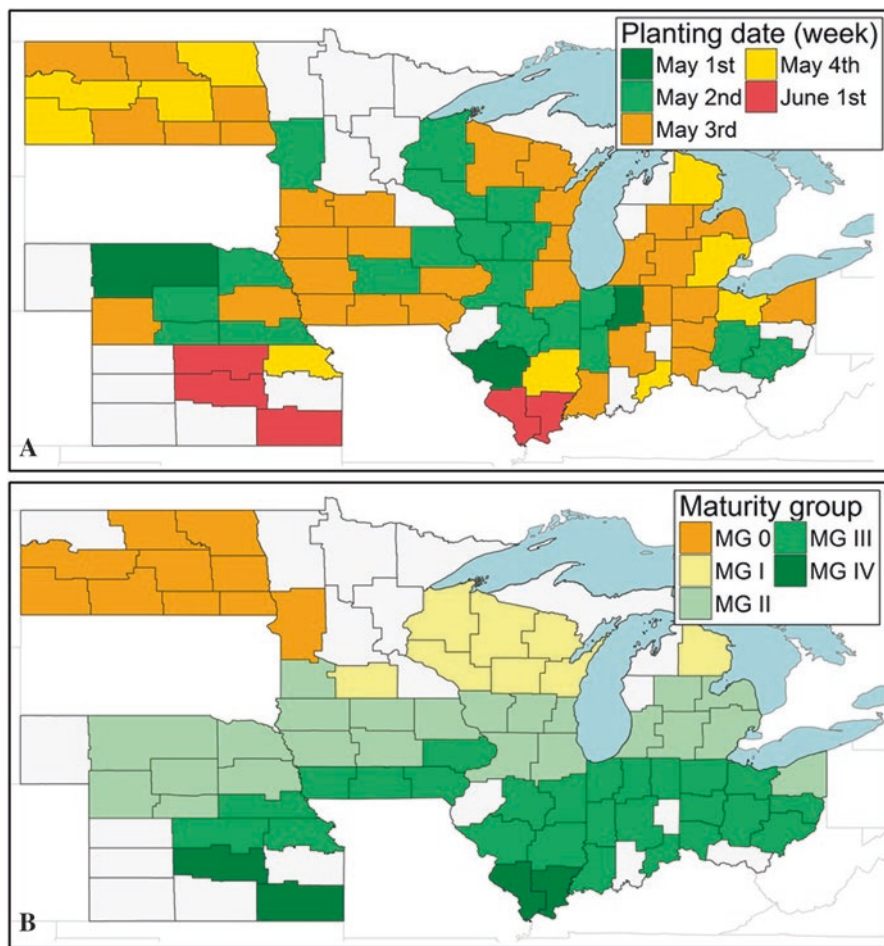 Planting date (week)
May 1st May 4th
May 2nd June 1st
May 3rd
A
Maturity group
MG 0 MG III
MG I MG IV
MG II
B